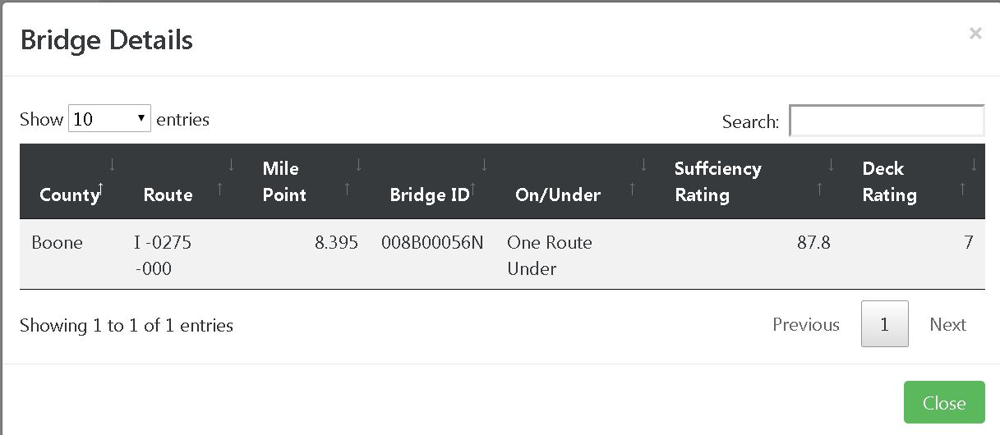 Bridge Details
×
Show 10 entries
Search:
County Route Mile Point Bridge ID On/Under Suffciency Rating Deck Rating
Boone I -0275 -000 8.395 008B00056N One Route Under 87.8 7
Showing 1 to 1 of 1 entries
Previous 1 Next
Close